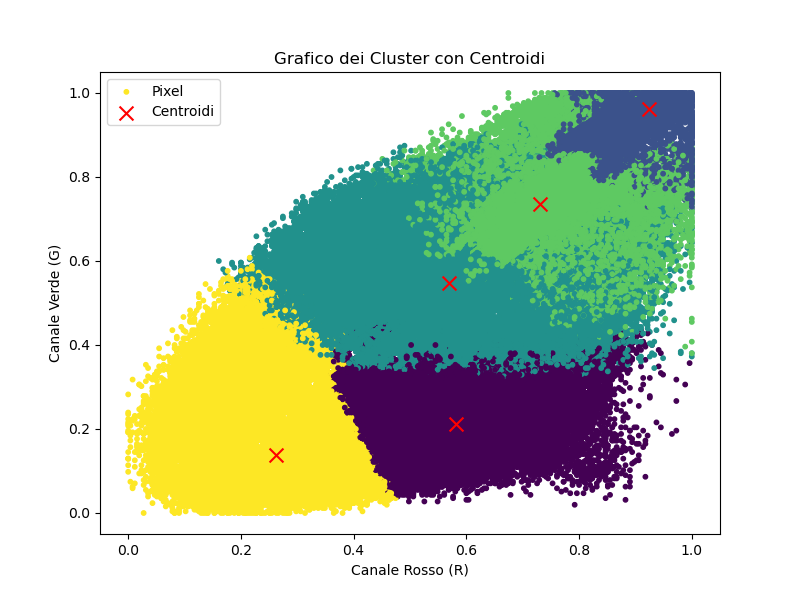 Grafico dei Cluster con Centroidi
Pixel
Centroidi
Canale Verde (G)
1.0
0.8
0.6
0.4
0.2
0.0
0.0 0.2 0.4 0.6 0.8 1.0
Canale Rosso (R)